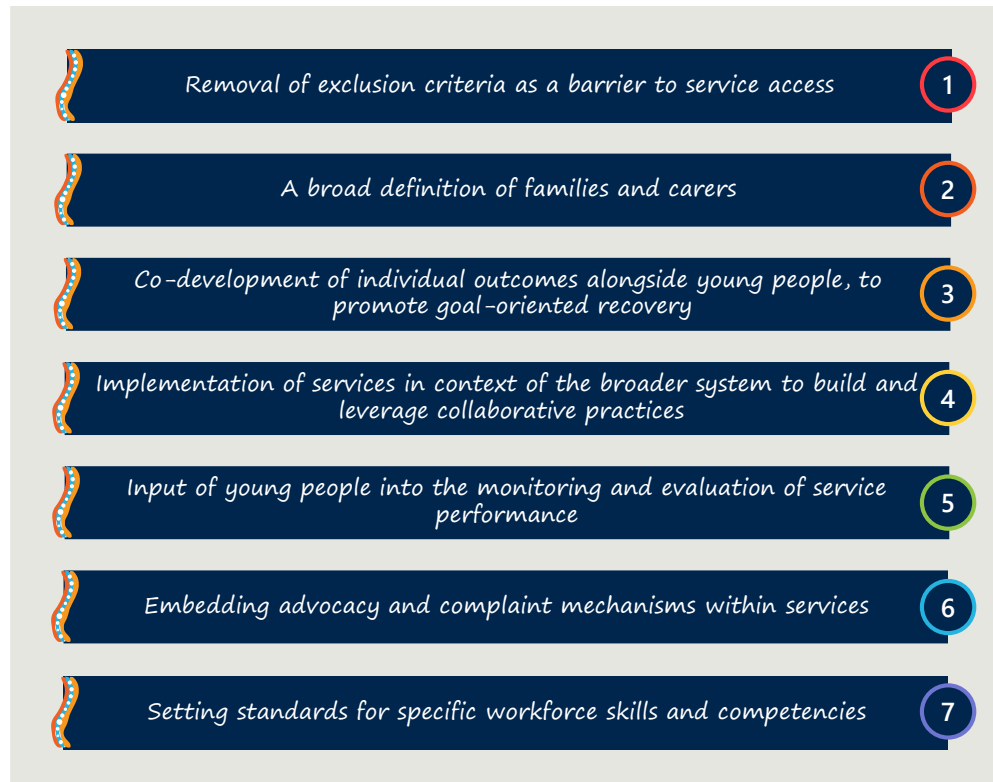 Removal of exclusion criteria as a barrier to service access
1
A broad definition of families and carers
2
Co-development of individual outcomes alongside young people, to
promote goal-oriented recovery
3
Implementation of services in context of the broader system to build and
leverage collaborative practices
4
Input of young people into the monitoring and evaluation of service
performance
5
Embedding advocacy and complaint mechanisms within services
6
Setting standards for specific workforce skills and competencies
7